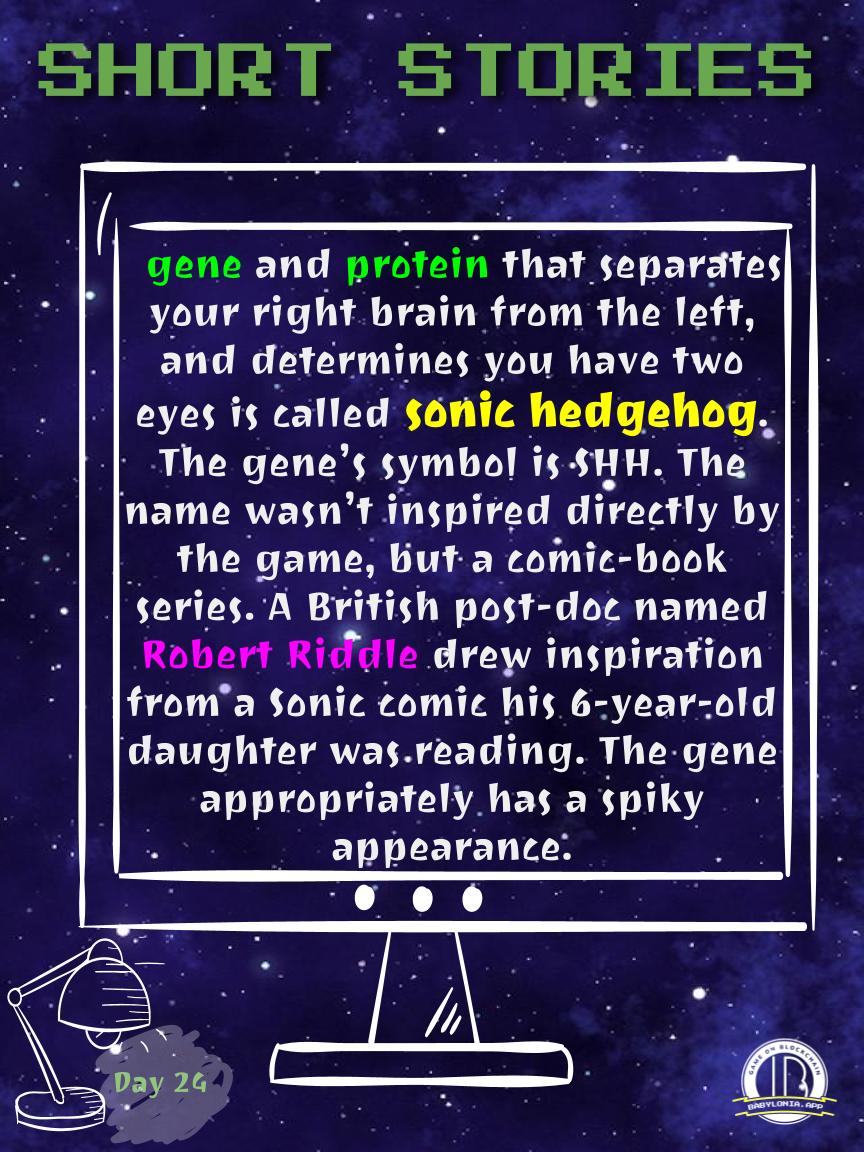 SHORT STORIES
gene and protein that separates
your right brain from the left,
and determines you have two
eyes is called sonic hedgehog.
The gene's symbol is SHH. The
name wasn't inspired directly by
the game, but a comic-book
series. A British post-doc named
Robert Riddle drew inspiration
from a Sonic comic his 6-year-old
daughter was reading. The gene
appropriately has a spiky
appearance.
Day 24
GAME ON BLOCKCHAIN
BABYLONIA.APP